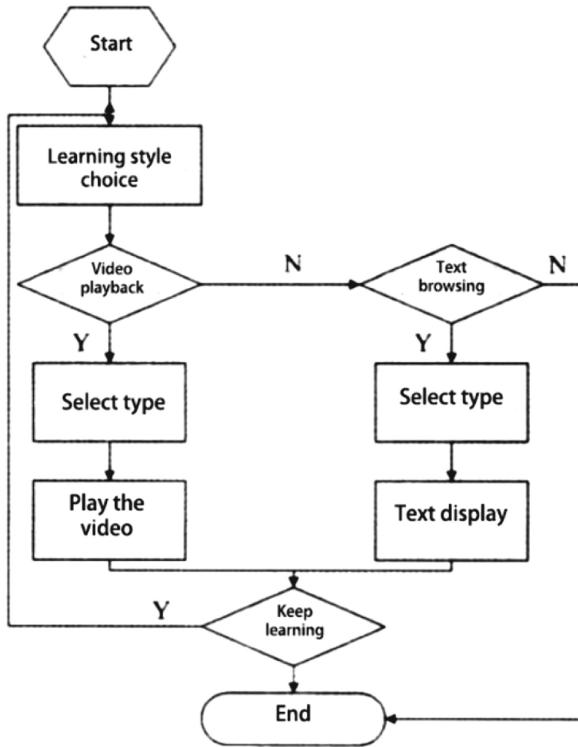 Start
Learning style
choice
Video
playback
N
Text
browsing
N
Y
Y
Select type
Select type
Play the
video
Text display
Y
Keep
learning
End